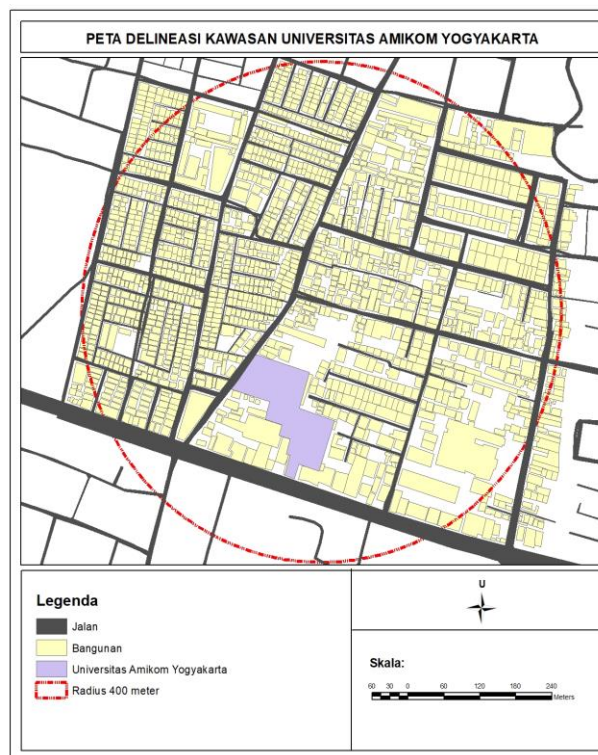 PETA DELINEASI KAWASAN UNIVERSITAS AMIKOM YOGYAKARTA
Legenda
Jalan
Bangunan
Universitas Amikom Yogyakarta
Radius 400 meter
U
Skala:
60 30 0 60 120 180 240
Meters